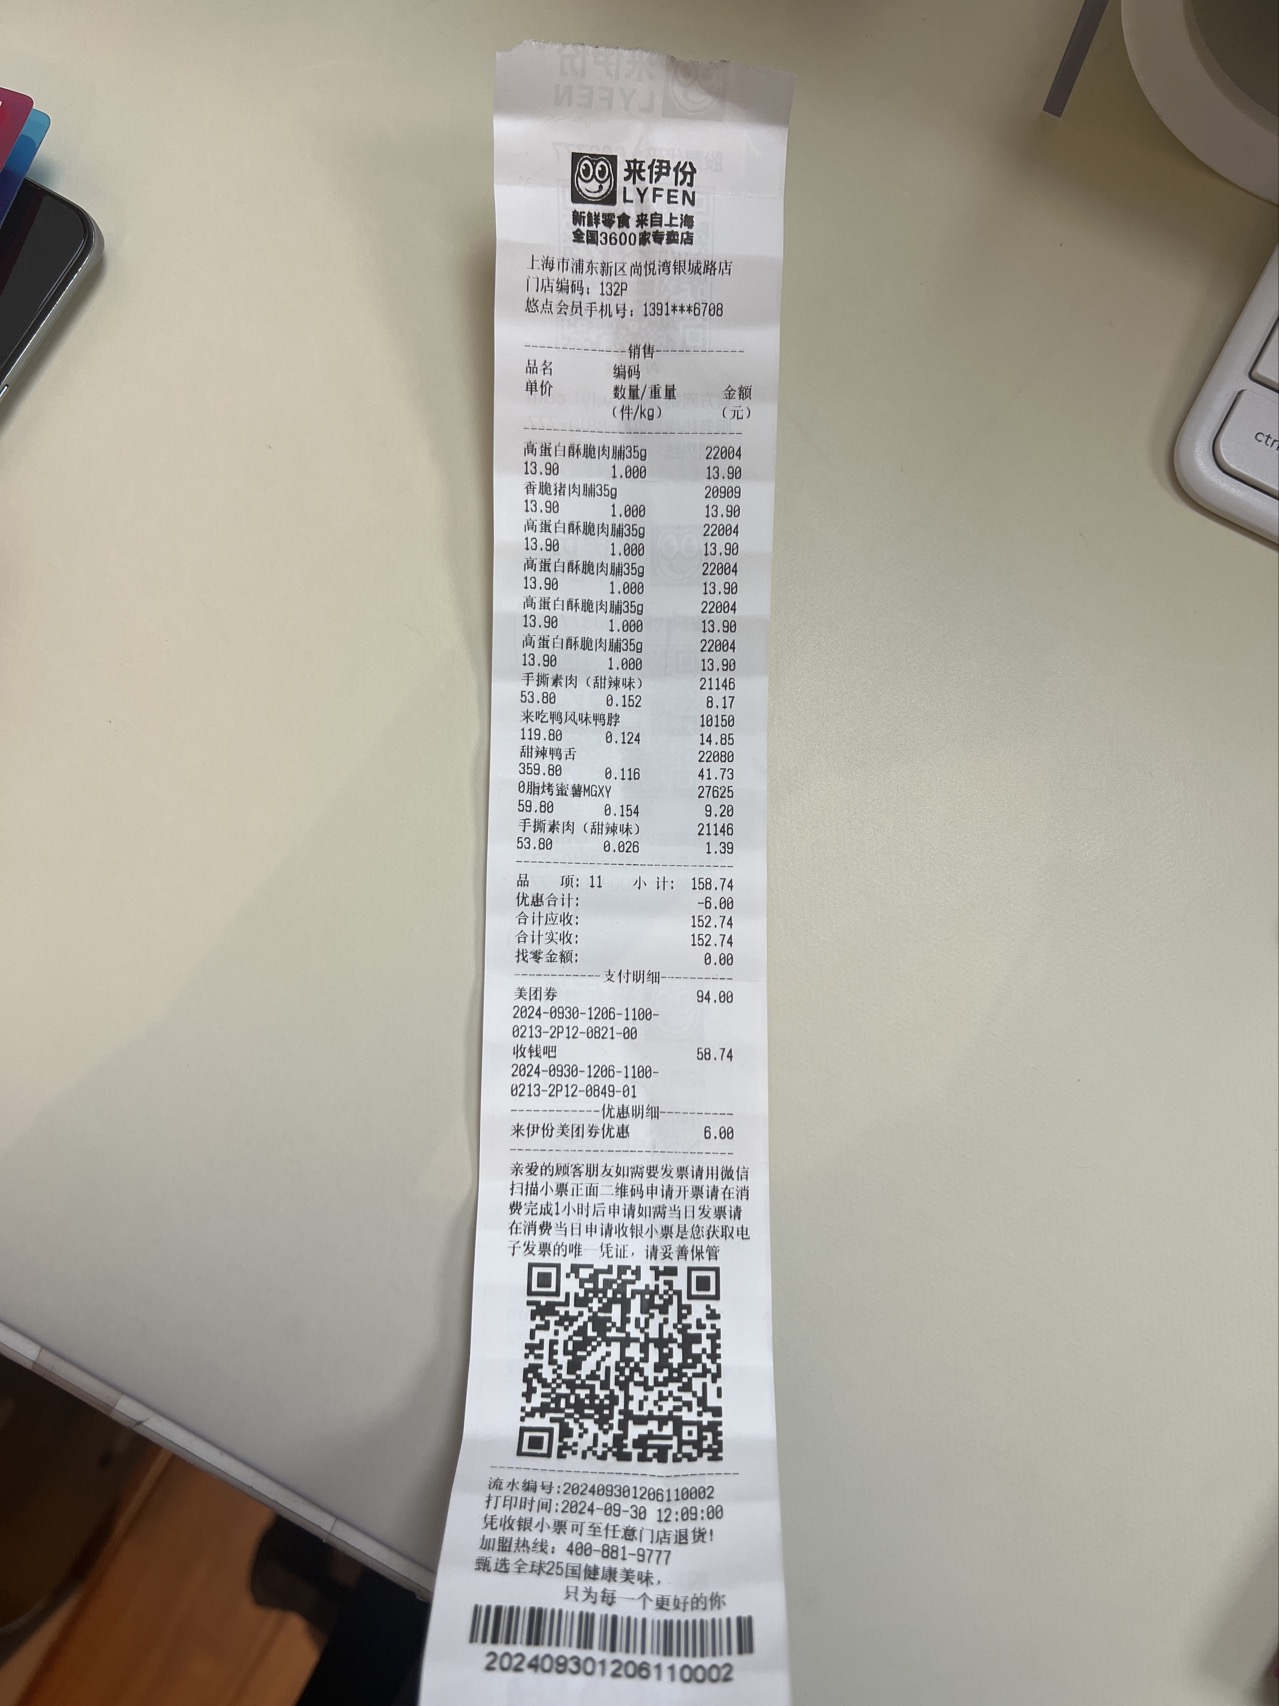 来伊份
LYFEN
新鲜零食 来自上海
全国3600家专卖店
上海市浦东新区尚悦湾银城路店
门店编码：132P
悠点会员手机号：1391***6708
销售
品名 编码
单价 数量/重量 金额
（件/kg） （元）
高蛋白酥脆肉脯35g 22004
13.90 1.000 13.90
香脆猪肉脯35g 20909
13.90 1.000 13.90
高蛋白酥脆肉脯35g 22004
13.90 1.000 13.90
高蛋白酥脆肉脯35g 22004
13.90 1.000 13.90
高蛋白酥脆肉脯35g 22004
13.90 1.000 13.90
高蛋白酥脆肉脯35g 22004
13.90 1.000 13.90
手撕素肉（甜辣味） 21146
53.80 0.152 8.17
来吃鸭风味鸭脖 10150
119.80 0.124 14.85
甜辣鸭舌 22080
359.80 0.116 41.73
0脂烤蜜薯MGXY 27625
59.80 0.154 9.20
手撕素肉（甜辣味） 21146
53.80 0.026 1.39
品 项: 11 小 计: 158.74
优惠合计: -6.00
合计应收: 152.74
合计实收: 152.74
找零金额: 0.00
支付明细
美团券 94.00
2024-0930-1206-1100-
0213-2P12-0821-00
收钱吧 58.74
2024-0930-1206-1100-
0213-2P12-0849-01
优惠明细
来伊份美团券优惠 6.00
亲爱的顾客朋友如需要发票请用微信
扫描小票正面二维码申请开票请在消
费完成1小时后申请如需当日发票请
在消费当日申请收银小票是您获取电
子发票的唯一凭证，请妥善保管
流水编号:202409301206110002
打印时间:2024-09-30 12:09:00
凭收银小票可至任意门店退货!
加盟热线：400-881-9777
甄选全球25国健康美味，
只为每一个更好的你
202409301206110002
ctrl